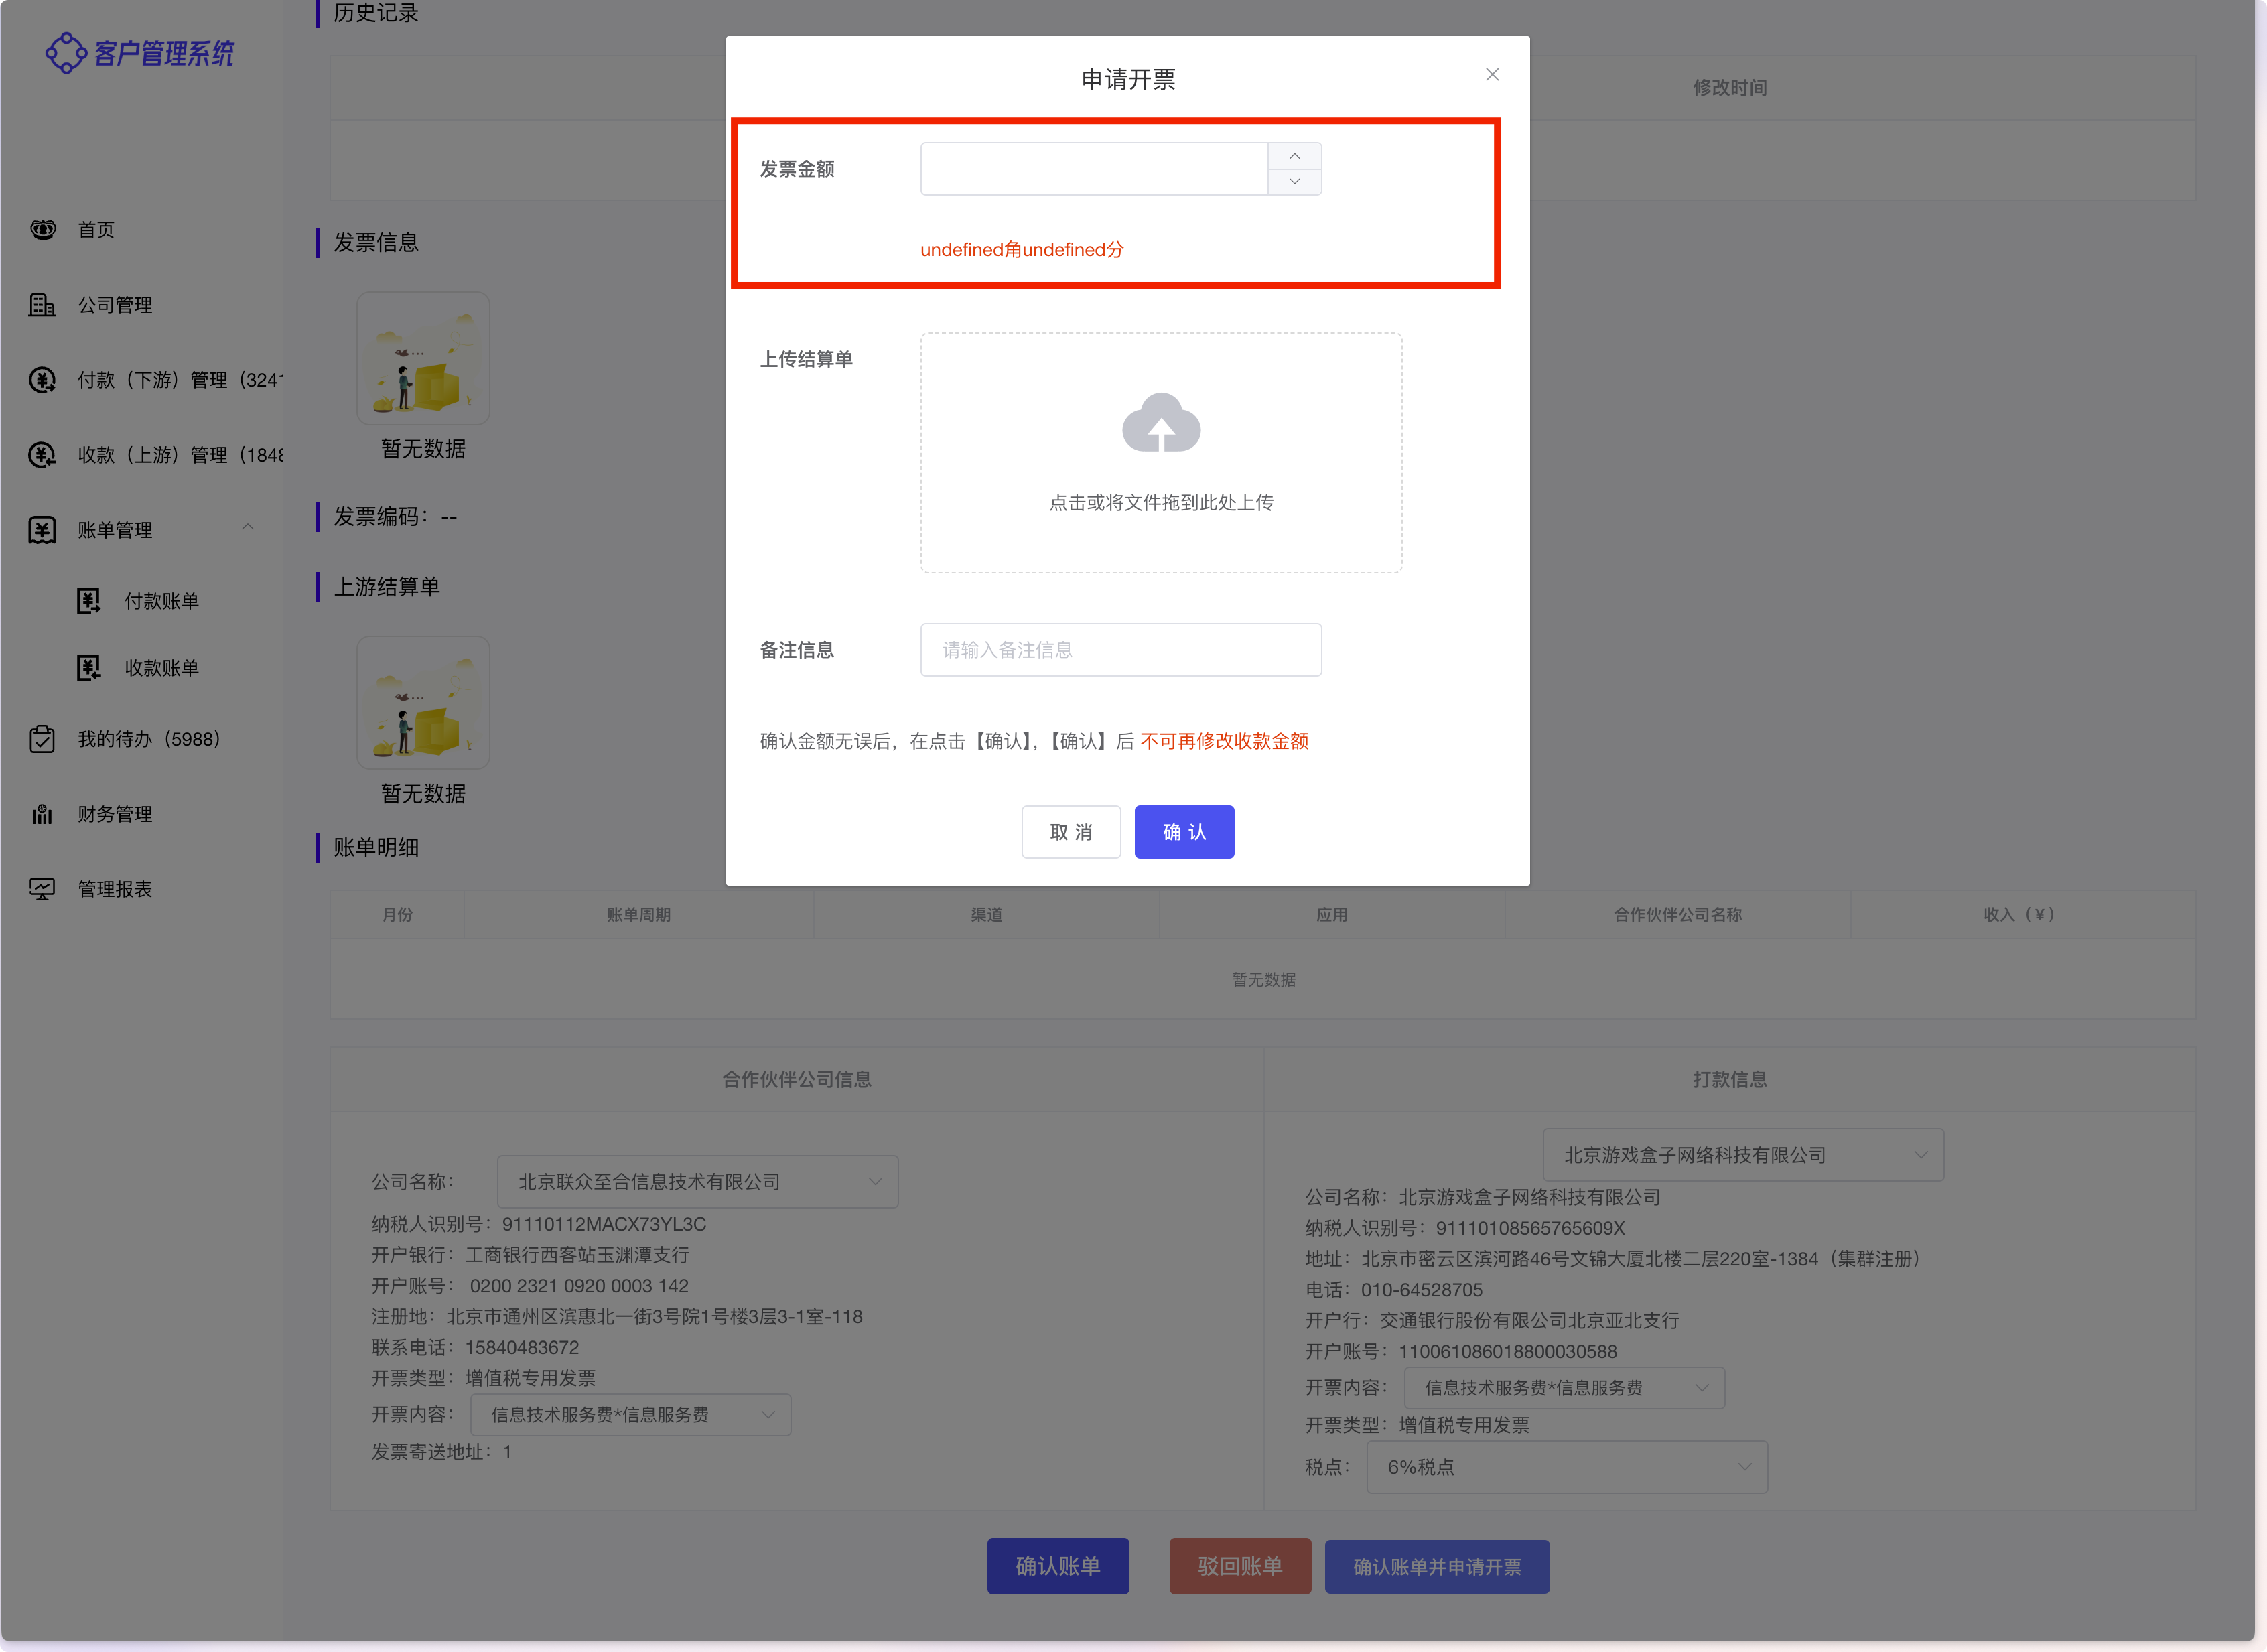 客户管理系统
首页
公司管理
付款（下游）管理（3241
收款（上游）管理（1848
账单管理
付款账单
收款账单
我的待办（5988）
财务管理
管理报表
历史记录
修改时间
发票信息
暂无数据
发票编码：--
上游结算单
暂无数据
账单明细
申请开票
发票金额
undefined角undefined分
上传结算单
点击或将文件拖到此处上传
备注信息
请输入备注信息
确认金额无误后，在点击【确认】，【确认】后 不可再修改收款金额
取 消
确 认
月份 账单周期 渠道 应用 合作伙伴公司名称 收入（¥）
暂无数据
合作伙伴公司信息
公司名称： 北京联众至合信息技术有限公司
纳税人识别号：91110112MACX73YL3C
开户银行：工商银行西客站玉渊潭支行
开户账号： 0200 2321 0920 0003 142
注册地：北京市通州区滨惠北一街3号院1号楼3层3-1室-118
联系电话：15840483672
开票类型：增值税专用发票
开票内容： 信息技术服务费*信息服务费
发票寄送地址：1
打款信息
北京游戏盒子网络科技有限公司
公司名称：北京游戏盒子网络科技有限公司
纳税人识别号：91110108565765609X
地址：北京市密云区滨河路46号文锦大厦北楼二层220室-1384（集群注册）
电话：010-64528705
开户行：交通银行股份有限公司北京亚北支行
开户账号：110061086018800030588
开票内容： 信息技术服务费*信息服务费
开票类型：增值税专用发票
税点： 6%税点
确认账单
驳回账单
确认账单并申请开票